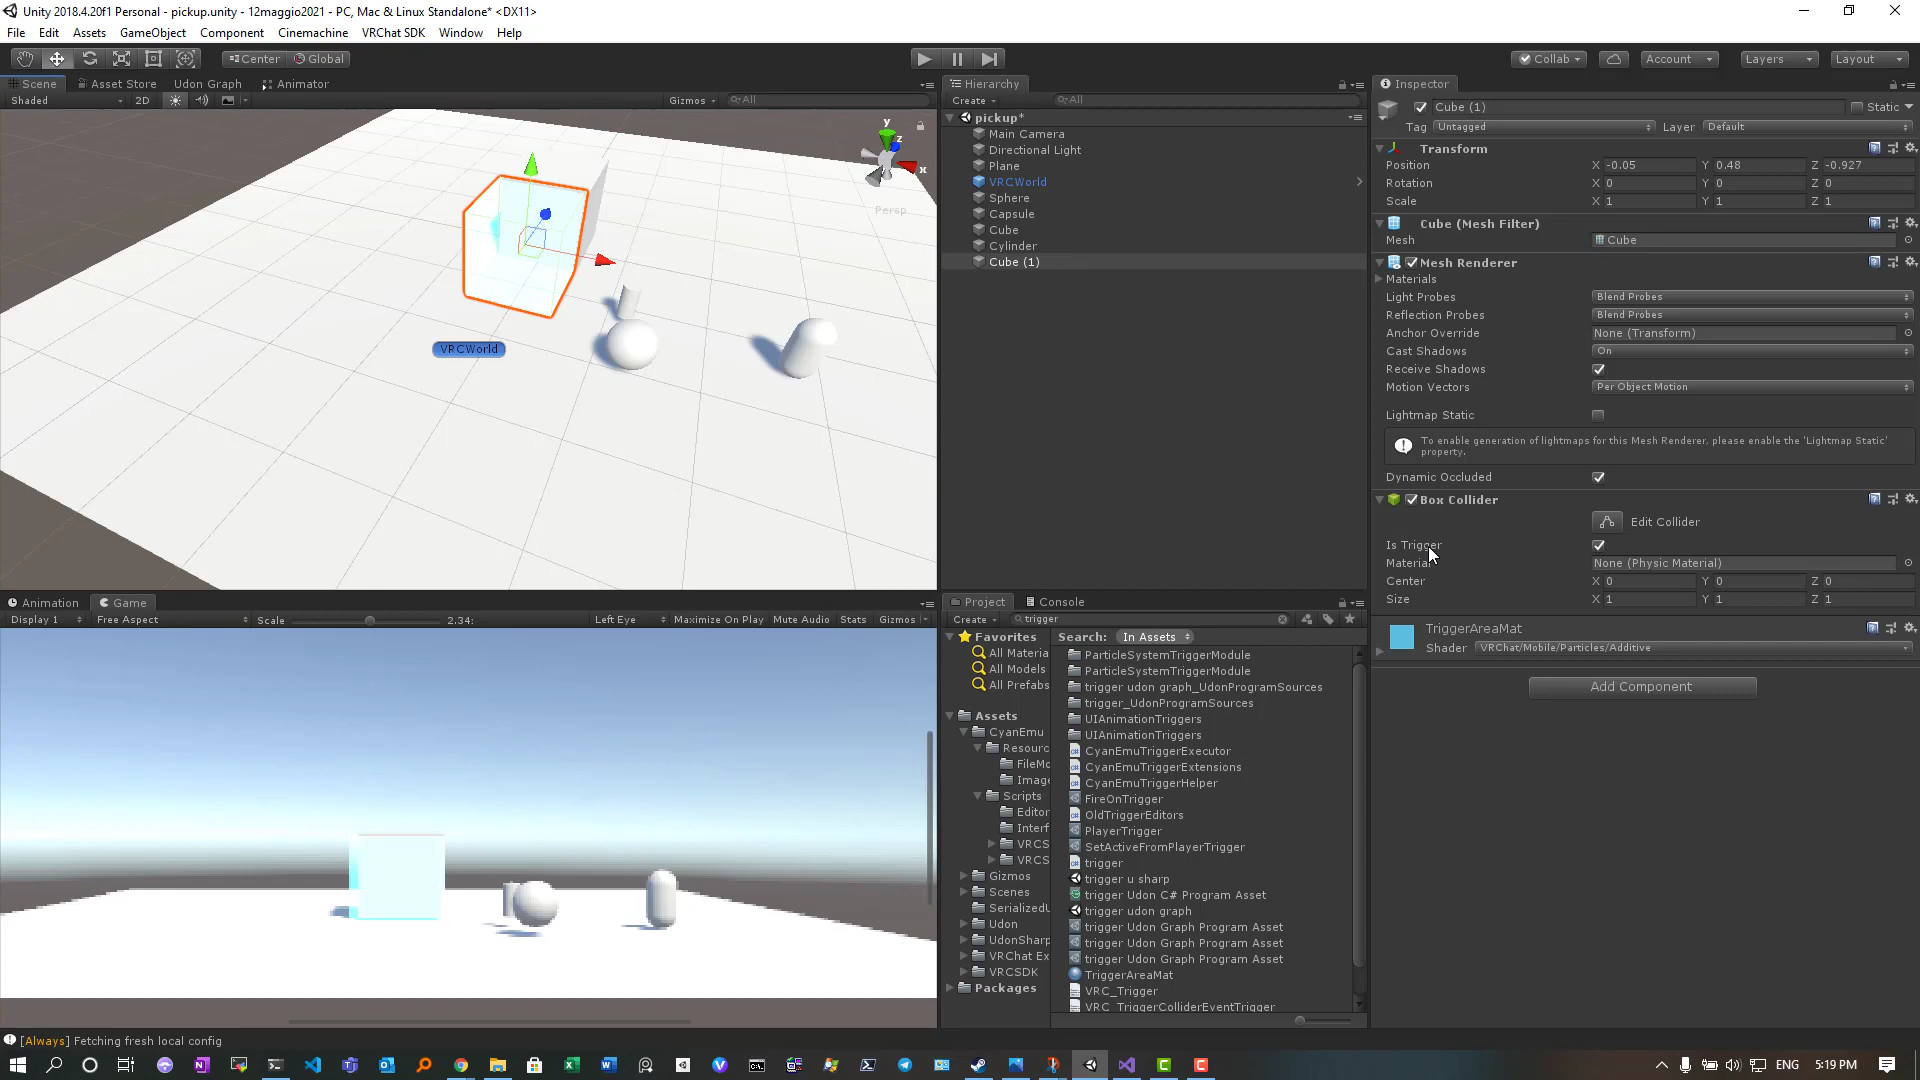 Unity 2018.4.20f1 Personal - pickup.unity - 12maggio2021 - PC, Mac & Linux Standalone* <DX11>
File Edit Assets GameObject Component Cinemachine VRChat SDK Window Help
Center Global
Collab Account Layers Layout
Scene Asset Store Udon Graph Animator
Shaded 2D Gizmos All
y
z
x
Persp
VRCWorld
Hierarchy
Create All
pickup*
Main Camera
Directional Light
Plane
VRCWorld
Sphere
Capsule
Cube
Cylinder
Cube (1)
Inspector
Cube (1) Static
Tag Untagged Layer Default
Transform
Position X -0.05 Y 0.48 Z -0.927
Rotation X 0 Y 0 Z 0
Scale X 1 Y 1 Z 1
Cube (Mesh Filter)
Mesh Cube
Mesh Renderer
Materials
Light Probes Blend Probes
Reflection Probes Blend Probes
Anchor Override None (Transform)
Cast Shadows On
Receive Shadows
Motion Vectors Per Object Motion
Lightmap Static
To enable generation of lightmaps for this Mesh Renderer, please enable the 'Lightmap Static'
property.
Dynamic Occluded
Box Collider
Edit Collider
Is Trigger
Material None (Physic Material)
Center X 0 Y 0 Z 0
Size X 1 Y 1 Z 1
TriggerAreaMat
Shader VRChat/Mobile/Particles/Additive
Add Component
Animation Game
Display 1 Free Aspect Scale 2.34: Left Eye Maximize On Play Mute Audio Stats Gizmos
Project Console
Create trigger
Favorites
All Materia
All Models
All Prefabs
Assets
CyanEmu
Resourc
FileMo
Image
Scripts
Editor
Interf
VRCS
VRCS
Gizmos
Scenes
SerializedU
Udon
UdonSharp
VRChat Ex
VRCSDK
Packages
Search: In Assets
ParticleSystemTriggerModule
ParticleSystemTriggerModule
trigger udon graph_UdonProgramSources
trigger_UdonProgramSources
UIAnimationTriggers
UIAnimationTriggers
CyanEmuTriggerExecutor
CyanEmuTriggerExtensions
CyanEmuTriggerHelper
FireOnTrigger
OldTriggerEditors
PlayerTrigger
SetActiveFromPlayerTrigger
trigger
trigger u sharp
trigger Udon C# Program Asset
trigger udon graph
trigger Udon Graph Program Asset
trigger Udon Graph Program Asset
trigger Udon Graph Program Asset
TriggerAreaMat
VRC_Trigger
VRC_TriggerColliderEventTrigger
[Always] Fetching fresh local config
ENG 5:19 PM